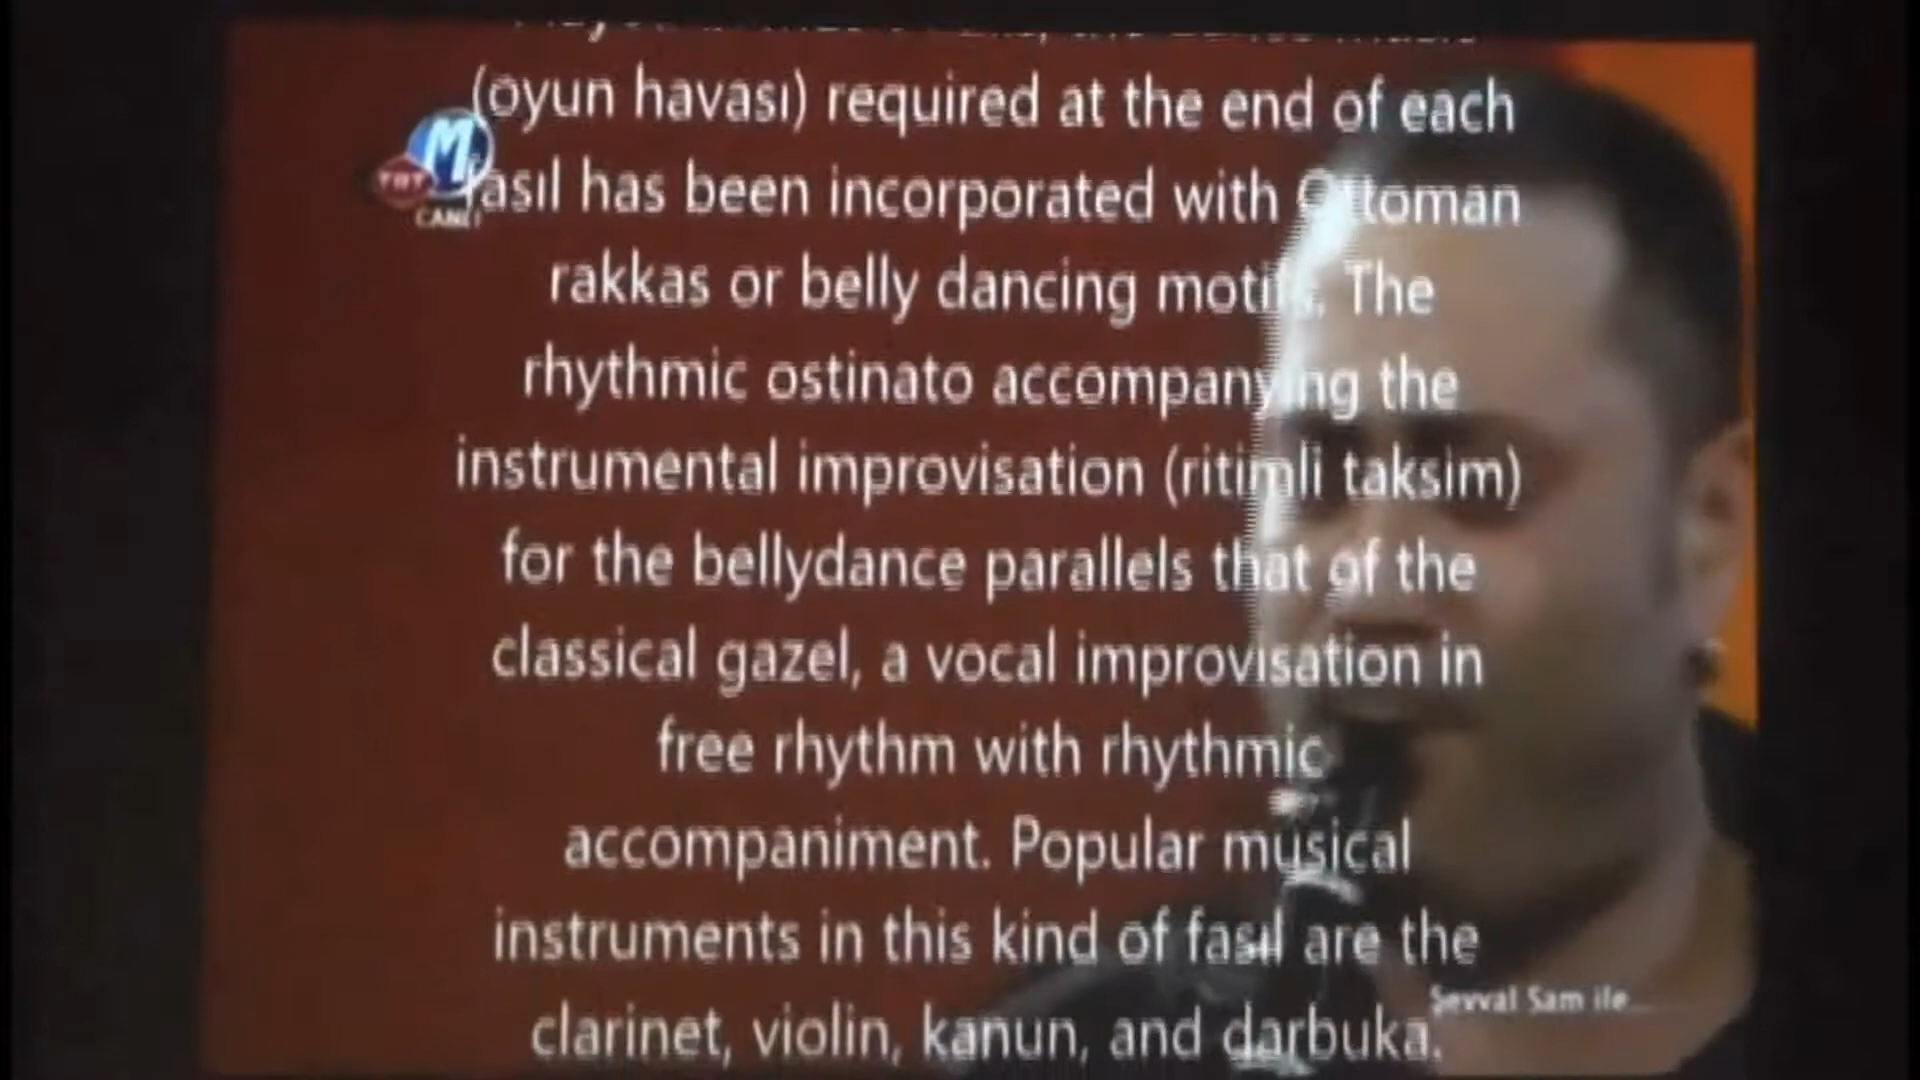 (oyun havası) required at the end of each
fasıl has been incorporated with Ottoman
rakkas or belly dancing motifs. The
rhythmic ostinato accompanying the
instrumental improvisation (ritimli taksim)
for the bellydance parallels that of the
classical gazel, a vocal improvisation in
free rhythm with rhythmic
accompaniment. Popular musical
instruments in this kind of fasıl are the
clarinet, violin, kanun, and darbuka.
M
TRT
CANLI
Şevval Sam ile...